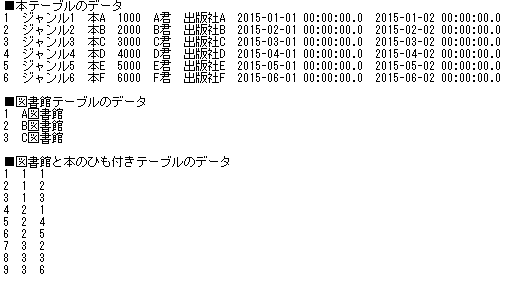 ■本テーブルのデータ
1 ジャンル1 本A 1000 A君 出版社A 2015-01-01 00:00:00.0 2015-01-02 00:00:00.0
2 ジャンル2 本B 2000 B君 出版社B 2015-02-01 00:00:00.0 2015-02-02 00:00:00.0
3 ジャンル3 本C 3000 C君 出版社C 2015-03-01 00:00:00.0 2015-03-02 00:00:00.0
4 ジャンル4 本D 4000 D君 出版社D 2015-04-01 00:00:00.0 2015-04-02 00:00:00.0
5 ジャンル5 本E 5000 E君 出版社E 2015-05-01 00:00:00.0 2015-05-02 00:00:00.0
6 ジャンル6 本F 6000 F君 出版社F 2015-06-01 00:00:00.0 2015-06-02 00:00:00.0
■図書館テーブルのデータ
1 A図書館
2 B図書館
3 C図書館
■図書館と本のひも付きテーブルのデータ
1 1 1
2 1 2
3 1 3
4 2 1
5 2 4
6 2 5
7 3 2
8 3 3
9 3 6